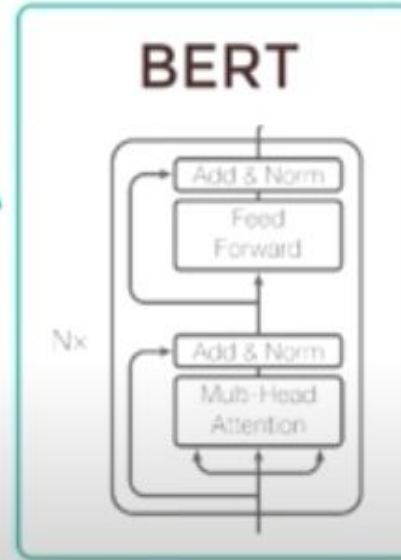 BERT
Add & Norm
Feed
Forward
Nx
Add & Norm
Multi-Head
Attention